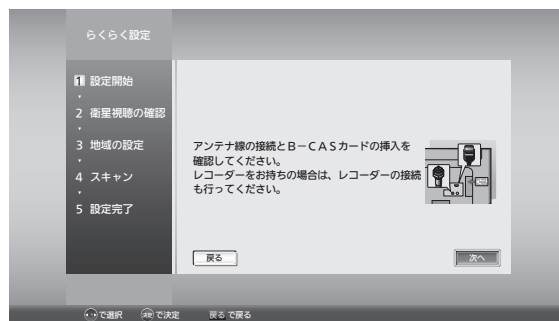 らくらく設定
1 設定開始
2 衛星視聴の確認
3 地域の設定
4 スキャン
5 設定完了
アンテナ線の接続とB-CASカードの挿入を
確認してください。
レコーダーをお持ちの場合は、レコーダーの接続
も行ってください。
戻る 次へ
で選択 決定 で決定 戻る で戻る